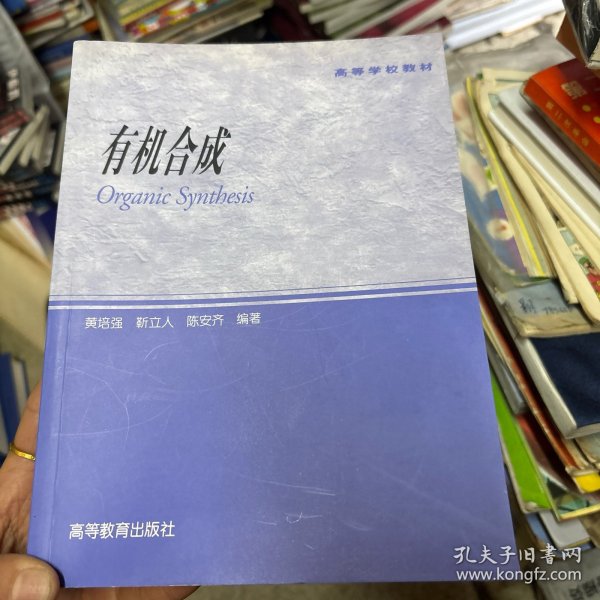 高等学校教材
有机合成
Organic Synthesis
黄培强 靳立人 陈安齐 编著
高等教育出版社
孔夫子旧书网
www.kongfz.com